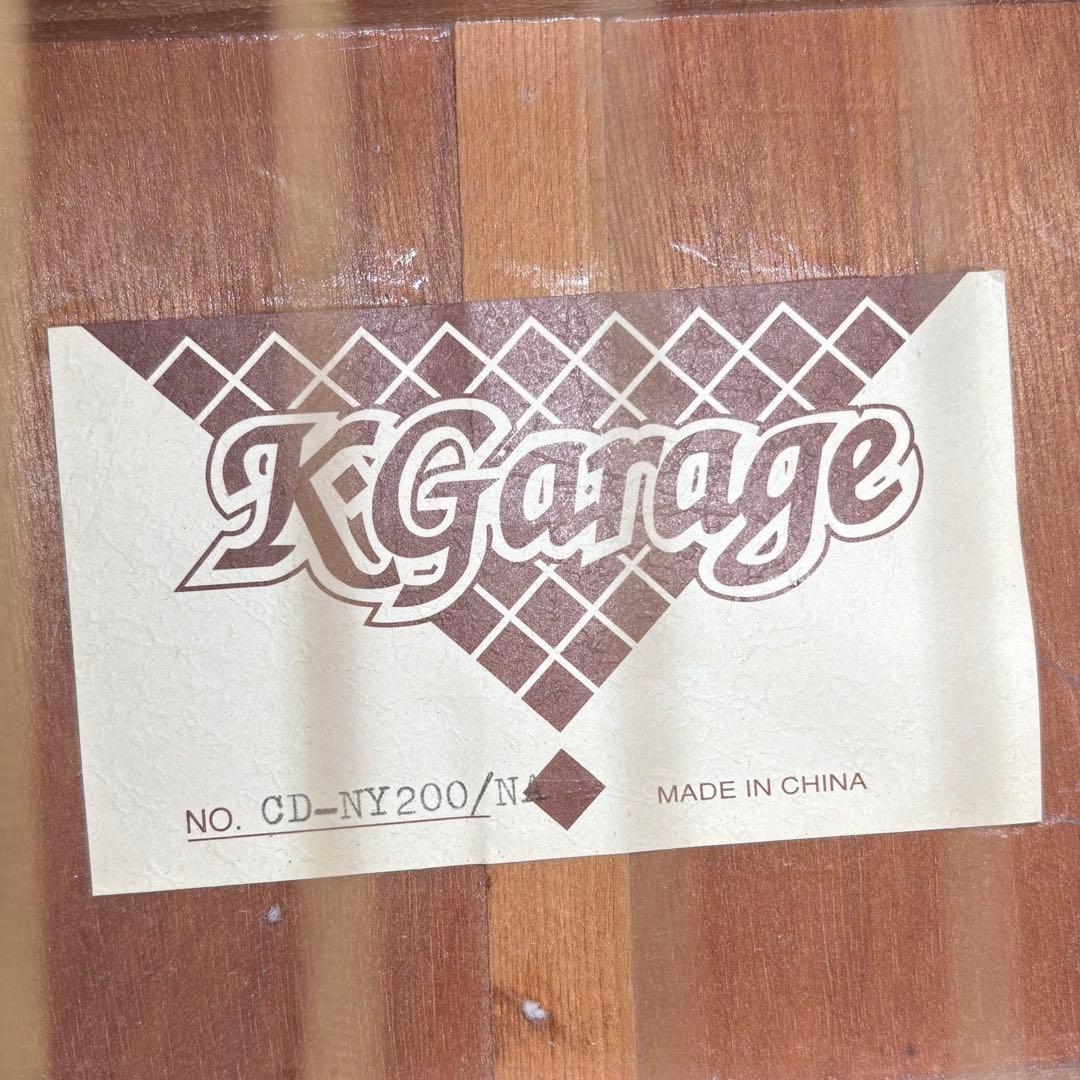 K·Garage
NO. CD-NY200/NA
MADE IN CHINA